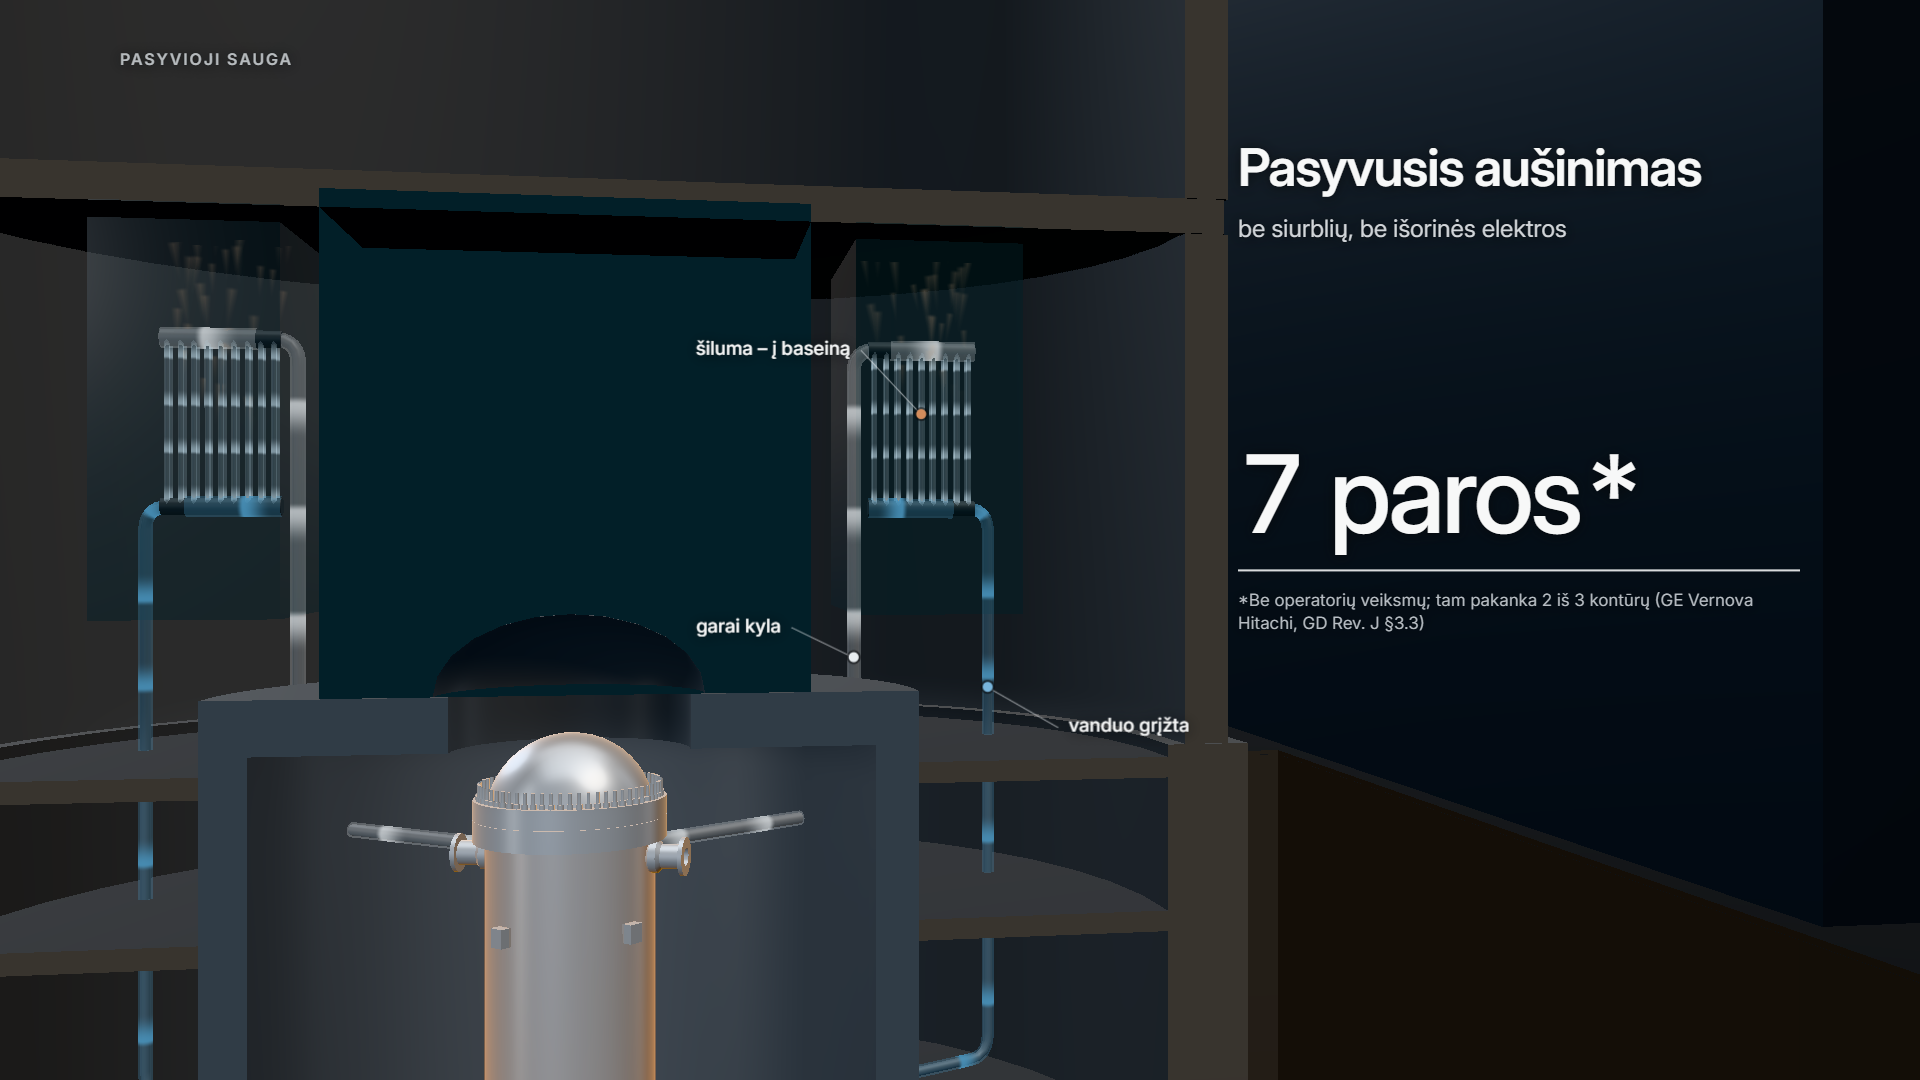 PASYVIOJI SAUGA
Pasyvusis aušinimas
be siurblių, be išorinės elektros
šiluma – į baseiną
7 paros*
*Be operatorių veiksmų; tam pakanka 2 iš 3 kontūrų (GE Vernova
Hitachi, GD Rev. J §3.3)
garai kyla
vanduo grįžta